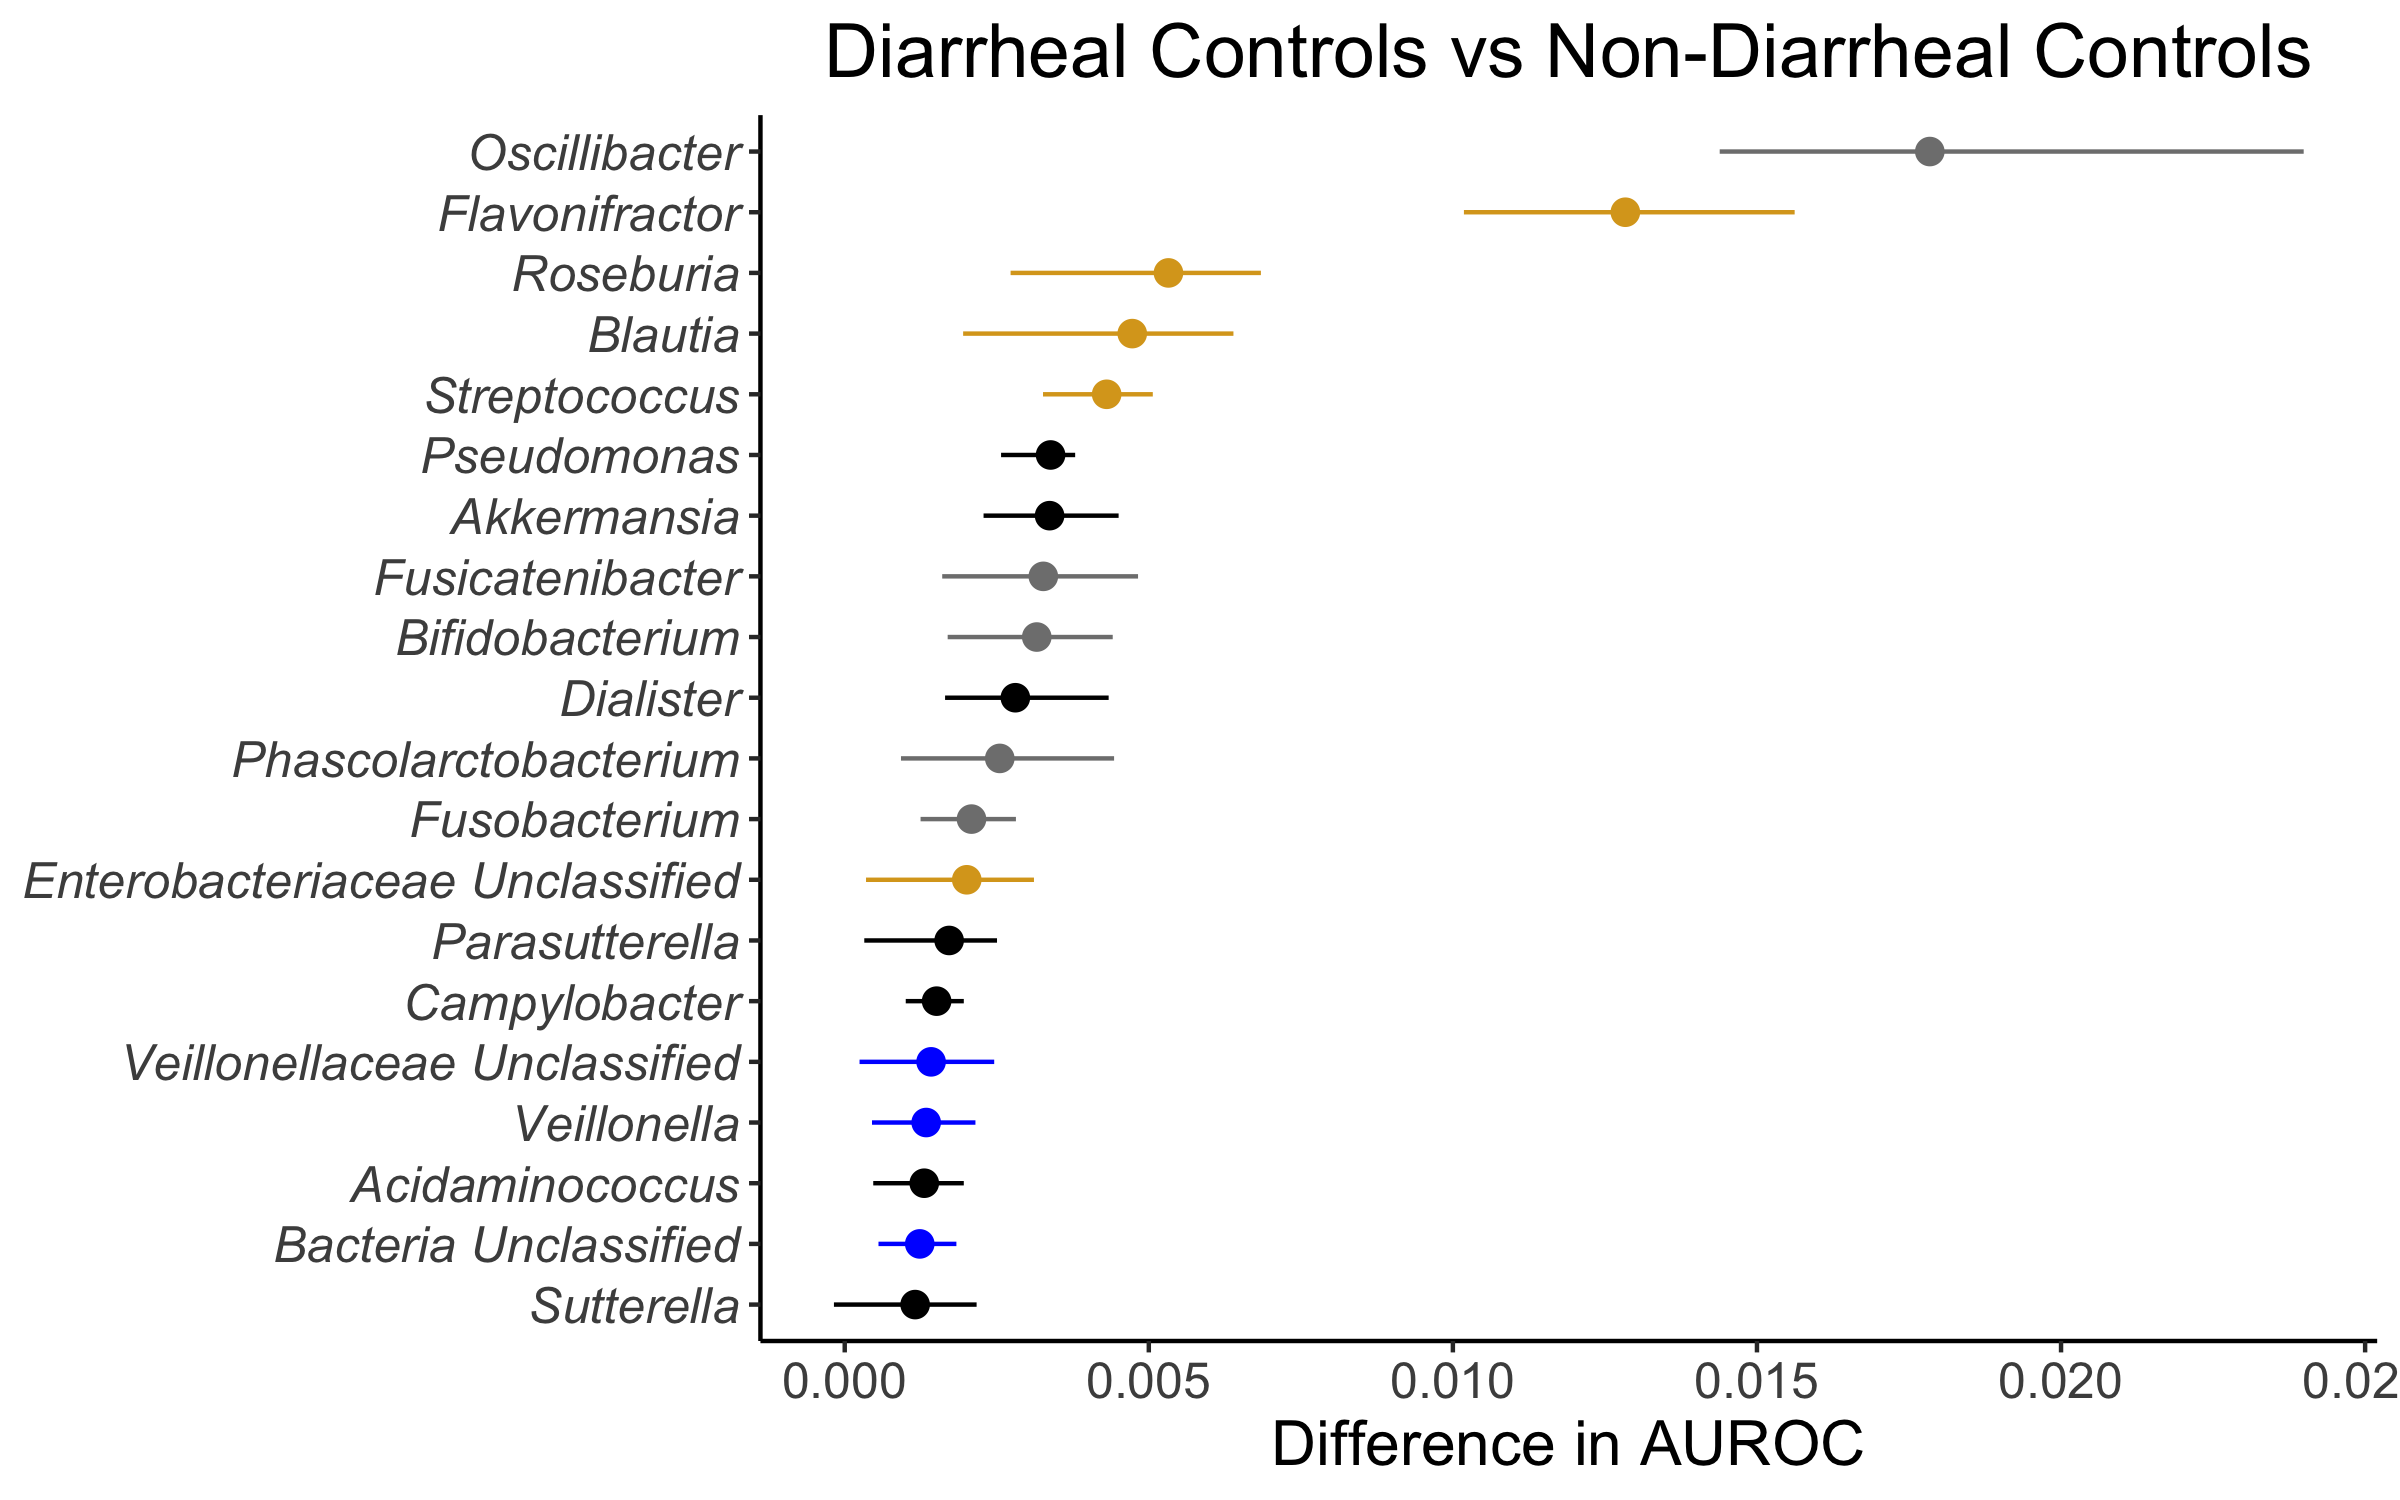 Diarrheal Controls vs Non-Diarrheal Controls
Oscillibacter
Flavonifractor
Roseburia
Blautia
Streptococcus
Pseudomonas
Akkermansia
Fusicatenibacter
Bifidobacterium
Dialister
Phascolarctobacterium
Fusobacterium
Enterobacteriaceae Unclassified
Parasutterella
Campylobacter
Veillonellaceae Unclassified
Veillonella
Acidaminococcus
Bacteria Unclassified
Sutterella
0.000 0.005 0.010 0.015 0.020 0.02
Difference in AUROC